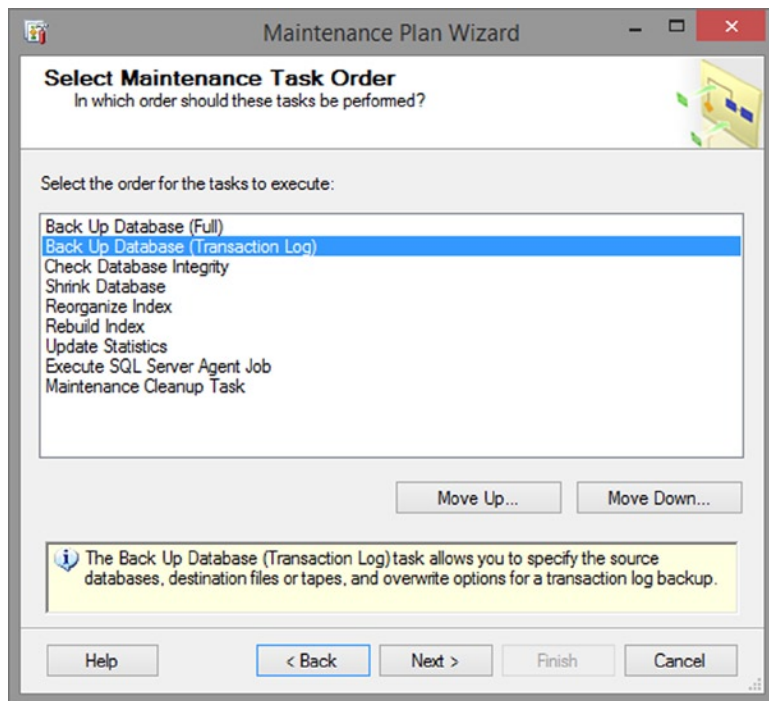 Maintenance Plan Wizard
Select Maintenance Task Order
In which order should these tasks be performed?
Select the order for the tasks to execute:
Back Up Database (Full)
Back Up Database (Transaction Log)
Check Database Integrity
Shrink Database
Reorganize Index
Rebuild Index
Update Statistics
Execute SQL Server Agent Job
Maintenance Cleanup Task
Move Up... Move Down...
The Back Up Database (Transaction Log) task allows you to specify the source
databases, destination files or tapes, and overwrite options for a transaction log backup.
Help < Back Next > Finish Cancel